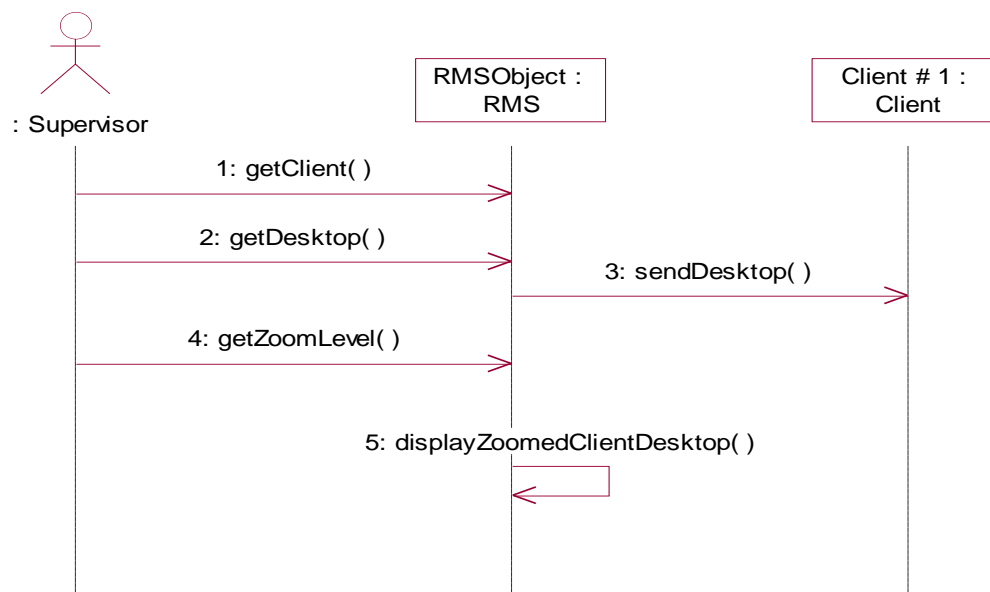 : Supervisor
RMSObject :
RMS
Client # 1 :
Client
1: getClient( )
2: getDesktop( )
3: sendDesktop( )
4: getZoomLevel( )
5: displayZoomedClientDesktop( )